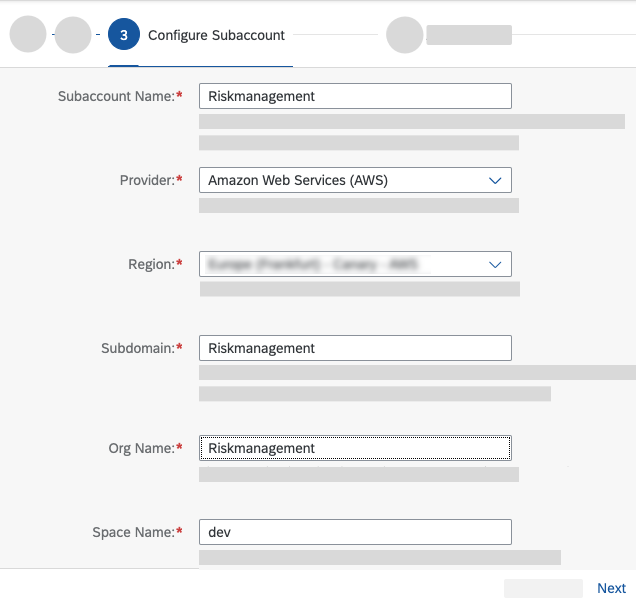 3 Configure Subaccount
Subaccount Name:* Riskmanagement
Provider:* Amazon Web Services (AWS)
Region:*
Subdomain:* Riskmanagement
Org Name:* Riskmanagement
Space Name:* dev
Next